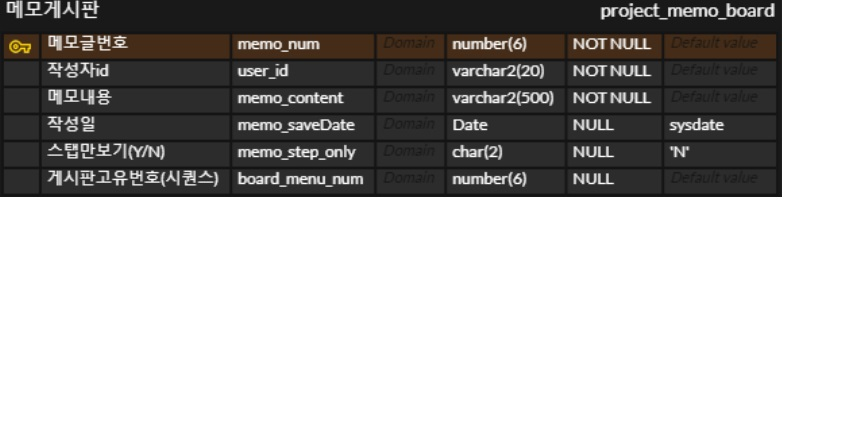 메모게시판 project_memo_board
메모글번호 memo_num Domain number(6) NOT NULL Default value
작성자id user_id Domain varchar2(20) NOT NULL Default value
메모내용 memo_content Domain varchar2(500) NOT NULL Default value
작성일 memo_saveDate Domain Date NULL sysdate
스탭만보기(Y/N) memo_step_only Domain char(2) NULL 'N'
게시판고유번호(시퀀스) board_menu_num Domain number(6) NULL Default value